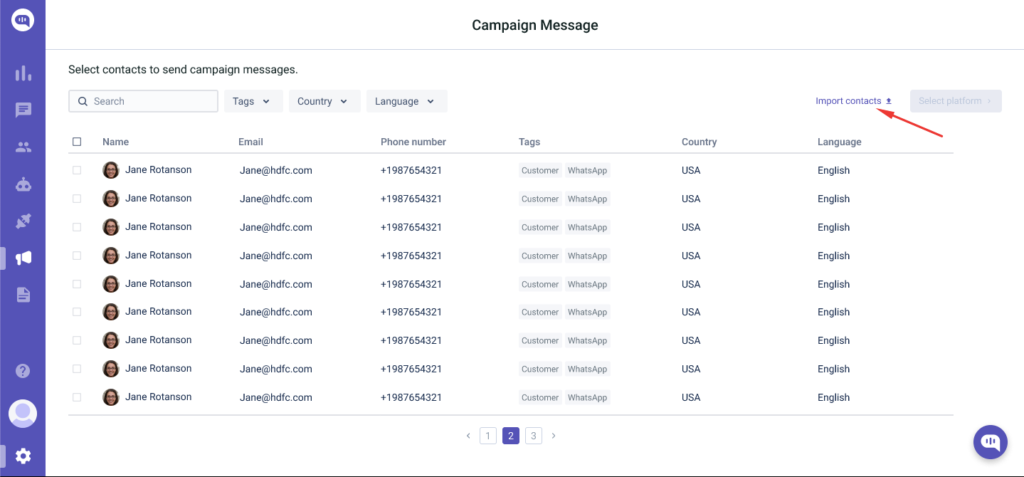 Campaign Message
Select contacts to send campaign messages.
Search Tags Country Language Import contacts Select platform
Name Email Phone number Tags Country Language
Jane Rotanson Jane@hdfc.com +1987654321 Customer WhatsApp USA English
Jane Rotanson Jane@hdfc.com +1987654321 Customer WhatsApp USA English
Jane Rotanson Jane@hdfc.com +1987654321 Customer WhatsApp USA English
Jane Rotanson Jane@hdfc.com +1987654321 Customer WhatsApp USA English
Jane Rotanson Jane@hdfc.com +1987654321 Customer WhatsApp USA English
Jane Rotanson Jane@hdfc.com +1987654321 Customer WhatsApp USA English
Jane Rotanson Jane@hdfc.com +1987654321 Customer WhatsApp USA English
Jane Rotanson Jane@hdfc.com +1987654321 Customer WhatsApp USA English
Jane Rotanson Jane@hdfc.com +1987654321 Customer WhatsApp USA English
1 2 3